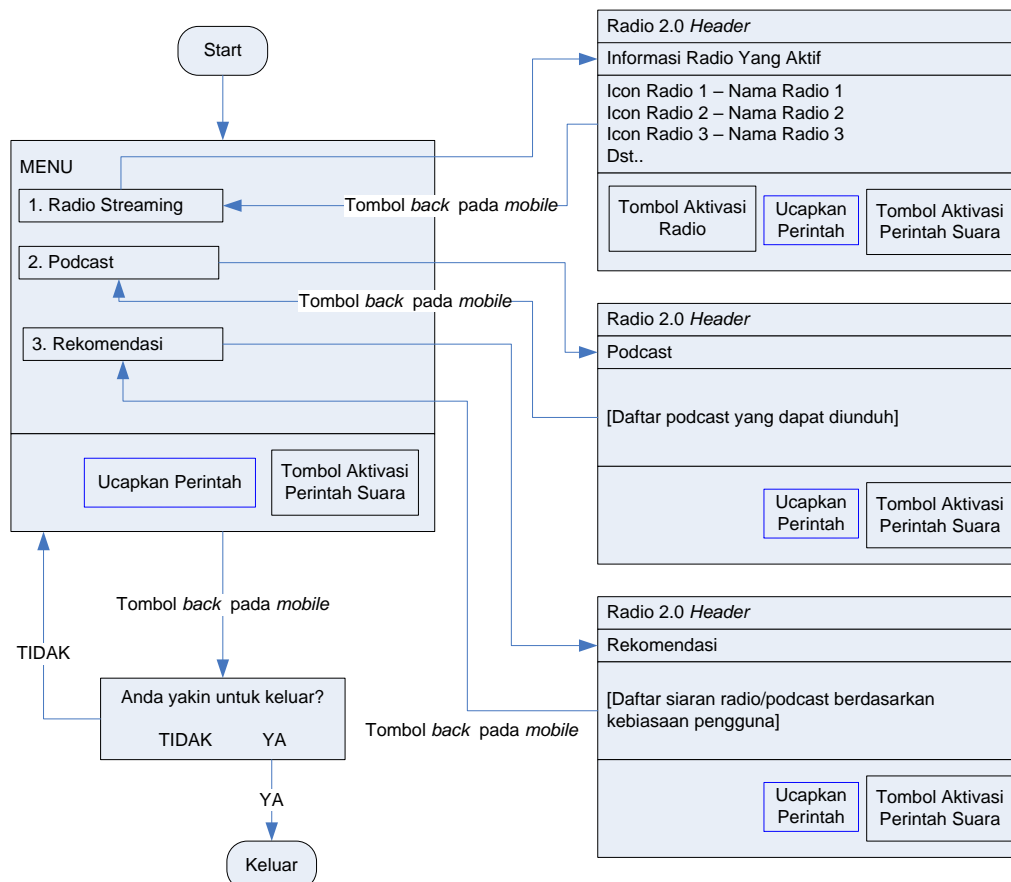 Start
MENU
1. Radio Streaming
2. Podcast
3. Rekomendasi
Ucapkan Perintah
Tombol Aktivasi
Perintah Suara
Tombol back pada mobile
TIDAK
Anda yakin untuk keluar?
TIDAK YA
YA
Keluar
Tombol back pada mobile
Tombol back pada mobile
Tombol back pada mobile
Radio 2.0 Header
Informasi Radio Yang Aktif
Icon Radio 1 – Nama Radio 1
Icon Radio 2 – Nama Radio 2
Icon Radio 3 – Nama Radio 3
Dst..
Tombol Aktivasi
Radio
Ucapkan
Perintah
Tombol Aktivasi
Perintah Suara
Radio 2.0 Header
Podcast
[Daftar podcast yang dapat diunduh]
Ucapkan
Perintah
Tombol Aktivasi
Perintah Suara
Radio 2.0 Header
Rekomendasi
[Daftar siaran radio/podcast berdasarkan
kebiasaan pengguna]
Ucapkan
Perintah
Tombol Aktivasi
Perintah Suara